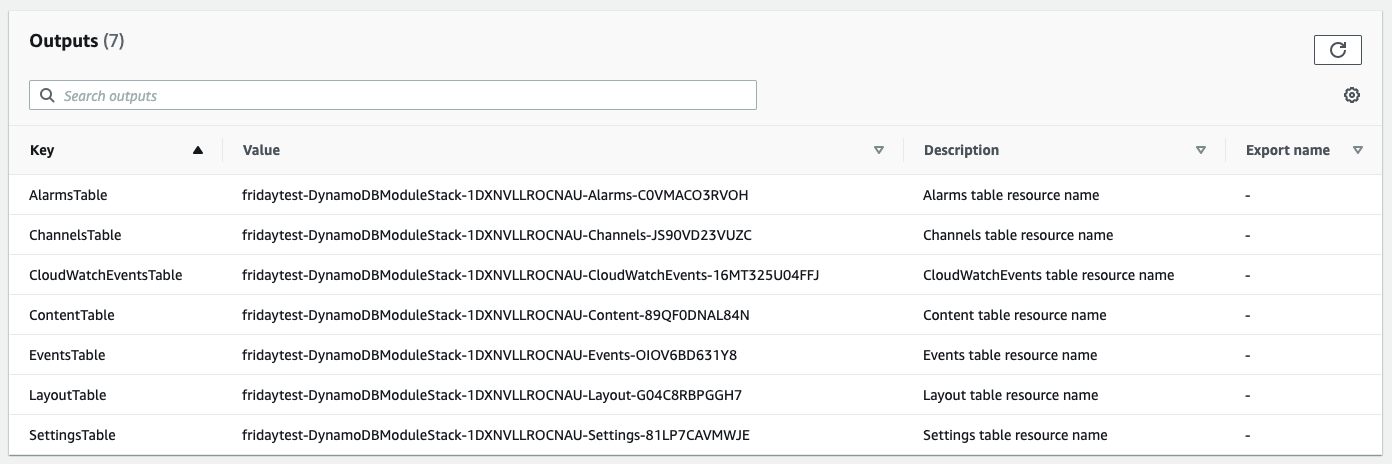 Outputs (7)
Search outputs
Key Value Description Export name
AlarmsTable fridaytest-DynamoDBModuleStack-1DXNVLLROCNAU-Alarms-C0VMACO3RVOH Alarms table resource name -
ChannelsTable fridaytest-DynamoDBModuleStack-1DXNVLLROCNAU-Channels-JS90VD23VUZC Channels table resource name -
CloudWatchEventsTable fridaytest-DynamoDBModuleStack-1DXNVLLROCNAU-CloudWatchEvents-16MT325U04FFJ CloudWatchEvents table resource name -
ContentTable fridaytest-DynamoDBModuleStack-1DXNVLLROCNAU-Content-89QF0DNAL84N Content table resource name -
EventsTable fridaytest-DynamoDBModuleStack-1DXNVLLROCNAU-Events-OIOV6BD631Y8 Events table resource name -
LayoutTable fridaytest-DynamoDBModuleStack-1DXNVLLROCNAU-Layout-G04C8RBPGGH7 Layout table resource name -
SettingsTable fridaytest-DynamoDBModuleStack-1DXNVLLROCNAU-Settings-81LP7CAVMWJE Settings table resource name -